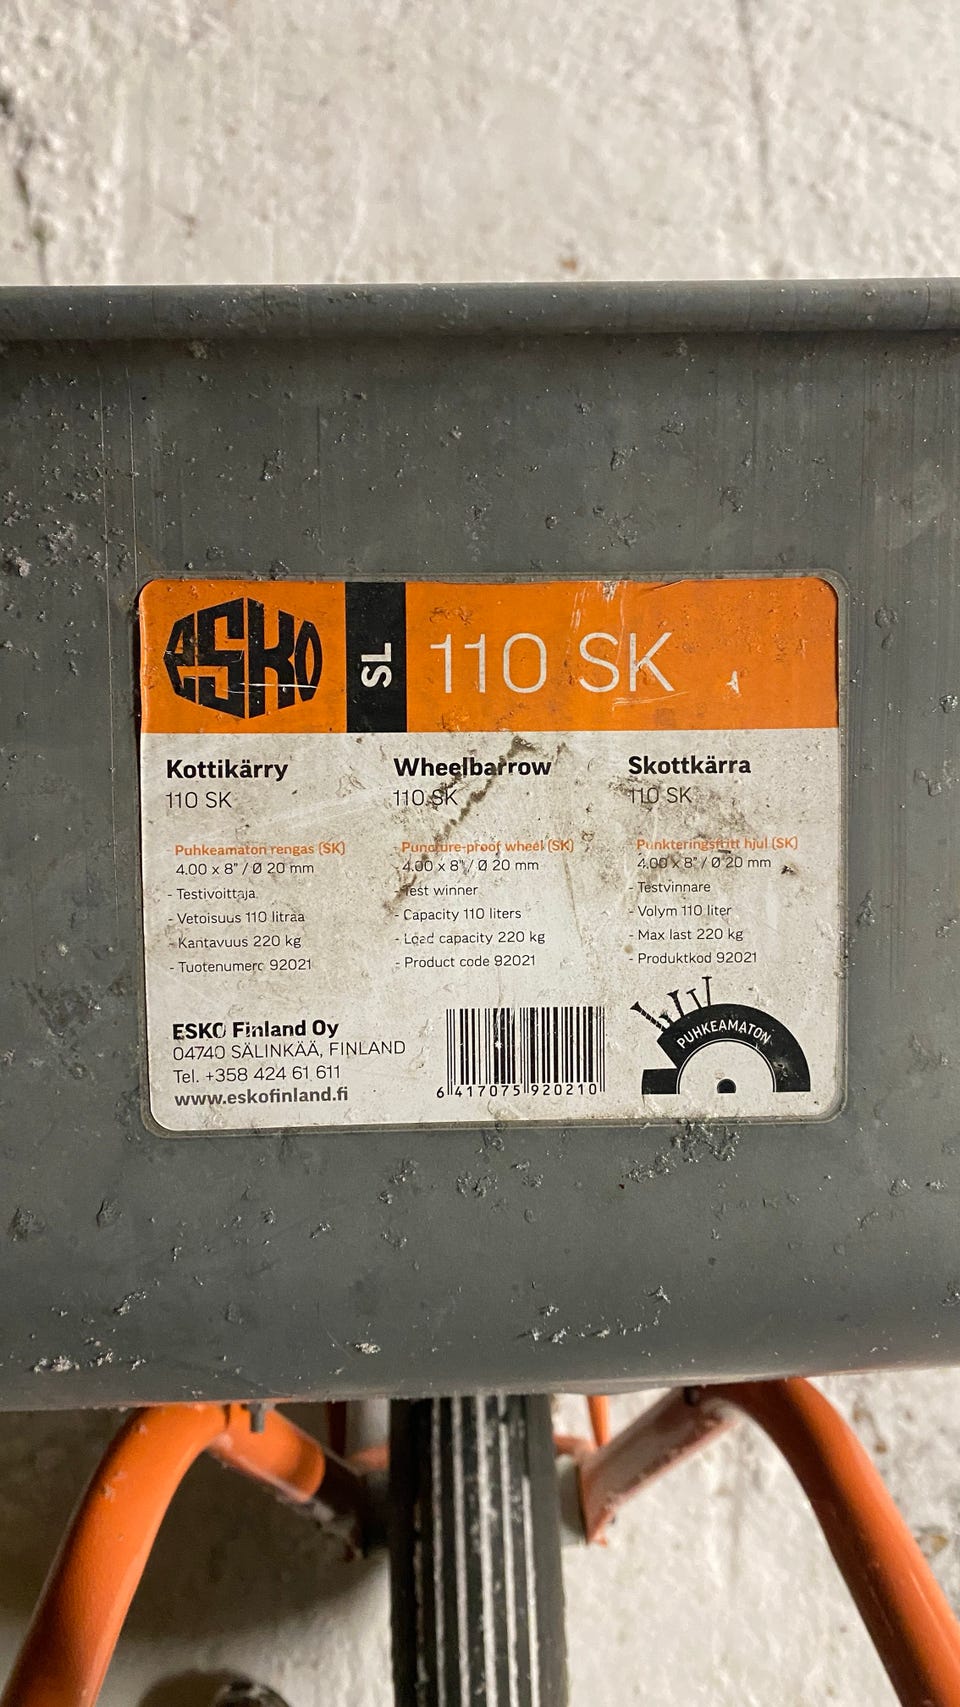 ESKO
SL
110 SK
Kottikärry
110 SK
Puhkeamaton rengas (SK)
4.00 x 8" / Ø 20 mm
- Testivoittaja
- Vetoisuus 110 litraa
- Kantavuus 220 kg
- Tuotenumero 92021
Wheelbarrow
110 SK
Puncture-proof wheel (SK)
4.00 x 8" / Ø 20 mm
- Test winner
- Capacity 110 liters
- Load capacity 220 kg
- Product code 92021
Skottkärra
110 SK
Punkteringsfritt hjul (SK)
4.00 x 8" / Ø 20 mm
- Testvinnare
- Volym 110 liter
- Max last 220 kg
- Produktkod 92021
ESKO Finland Oy
04740 SÄLINKÄÄ, FINLAND
Tel. +358 424 61 611
www.eskofinland.fi
6 417075 920210
PUHKEAMATON